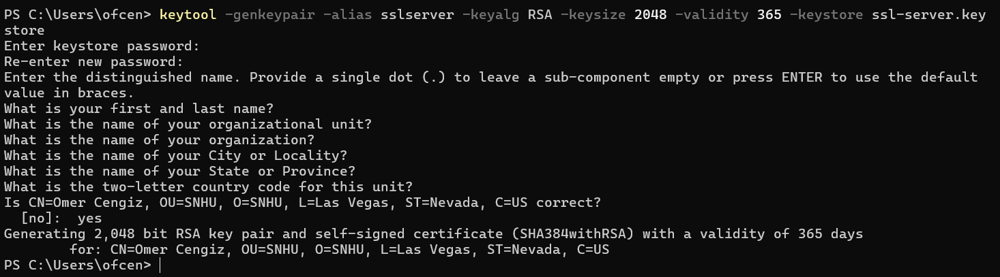 PS C:\Users\ofcen> keytool -genkeypair -alias sslserver -keyalg RSA -keysize 2048 -validity 365 -keystore ssl-server.key
store
Enter keystore password:
Re-enter new password:
Enter the distinguished name. Provide a single dot (.) to leave a sub-component empty or press ENTER to use the default
value in braces.
What is your first and last name?
What is the name of your organizational unit?
What is the name of your organization?
What is the name of your City or Locality?
What is the name of your State or Province?
What is the two-letter country code for this unit?
Is CN=Omer Cengiz, OU=SNHU, O=SNHU, L=Las Vegas, ST=Nevada, C=US correct?
  [no]:  yes
Generating 2,048 bit RSA key pair and self-signed certificate (SHA384withRSA) with a validity of 365 days
        for: CN=Omer Cengiz, OU=SNHU, O=SNHU, L=Las Vegas, ST=Nevada, C=US
PS C:\Users\ofcen>